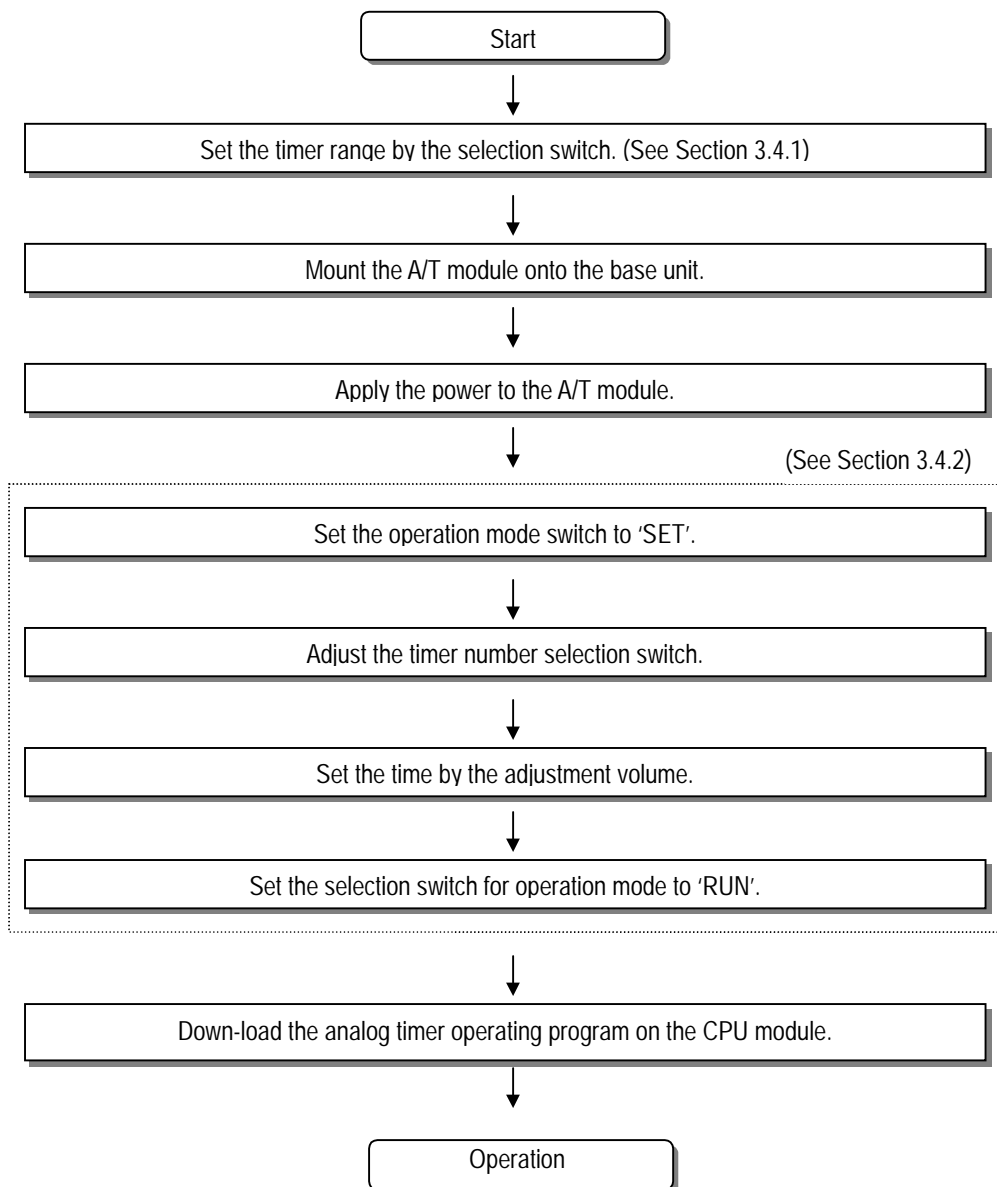 Start
Set the timer range by the selection switch. (See Section 3.4.1)
Mount the A/T module onto the base unit.
Apply the power to the A/T module.
(See Section 3.4.2)
Set the operation mode switch to ‘SET’.
Adjust the timer number selection switch.
Set the time by the adjustment volume.
Set the selection switch for operation mode to ‘RUN’.
Down-load the analog timer operating program on the CPU module.
Operation